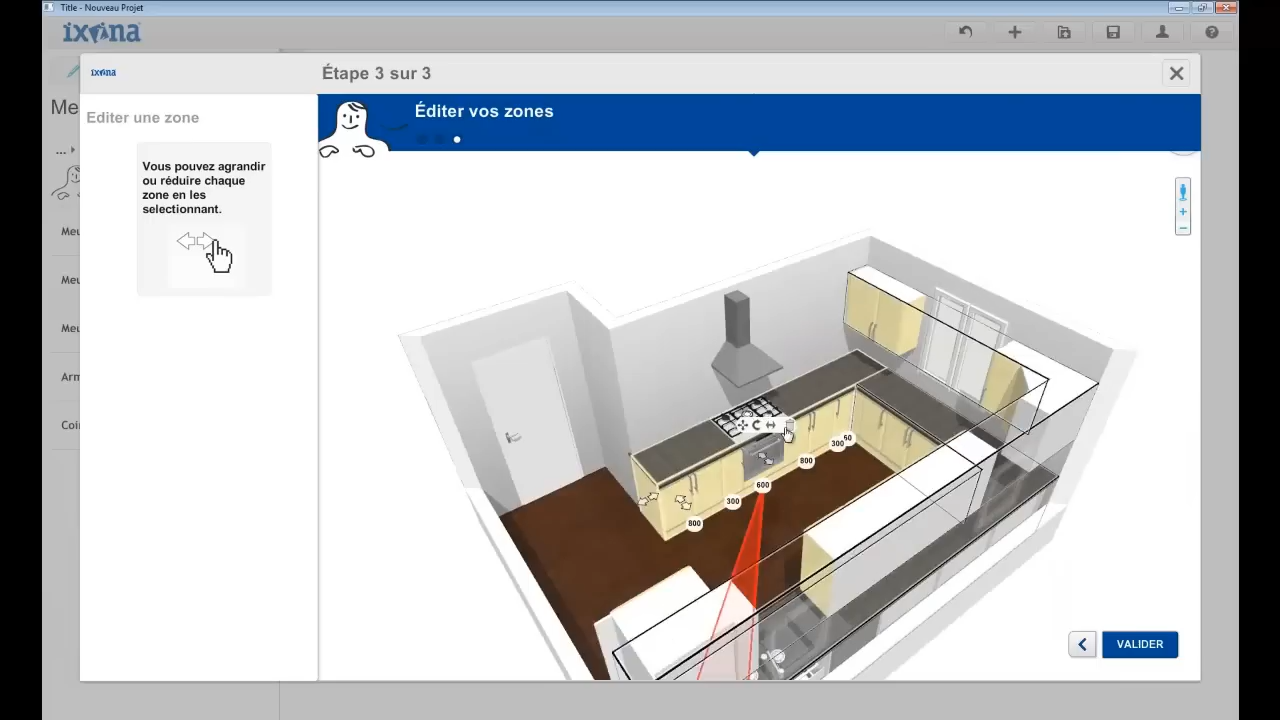 Title - Nouveau Projet
ixina
ixina
Étape 3 sur 3
Me
Éditer vos zones
Editer une zone
...
Vous pouvez agrandir
ou réduire chaque
zone en les
selectionnant.
Meu
Meu
Meu
Arm
Coi
800
300
600
800
300
60
VALIDER